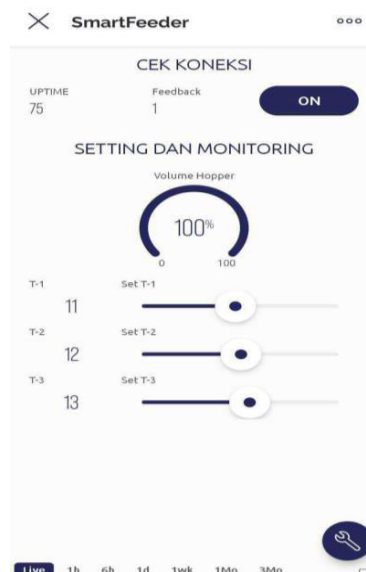 SmartFeeder
CEK KONEKSI
UPTIME Feedback
75 1 ON
SETTING DAN MONITORING
Volume Hopper
100%
0 100
T-1 Set T-1
11
T-2 Set T-2
12
T-3 Set T-3
13
Live 1h 6h 1d 1wk 1Mo 3Mo